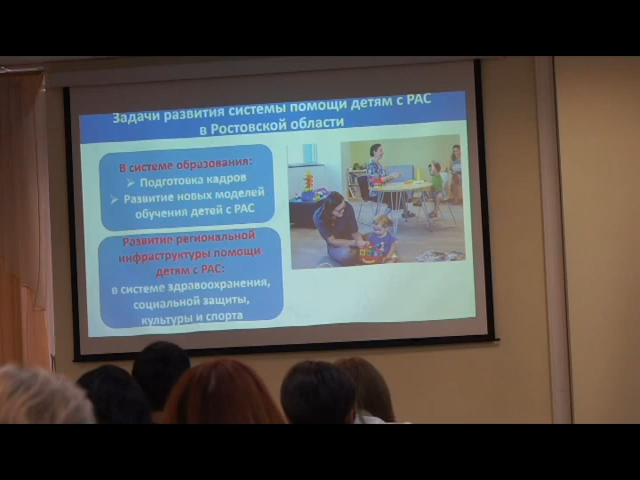 Задачи развития системы помощи детям с РАС
в Ростовской области
В системе образования:
➢ Подготовка кадров
➢ Развитие новых моделей
обучения детей с РАС
Развитие региональной
инфраструктуры помощи
детям с РАС:
в системе здравоохранения,
социальной защиты,
культуры и спорта